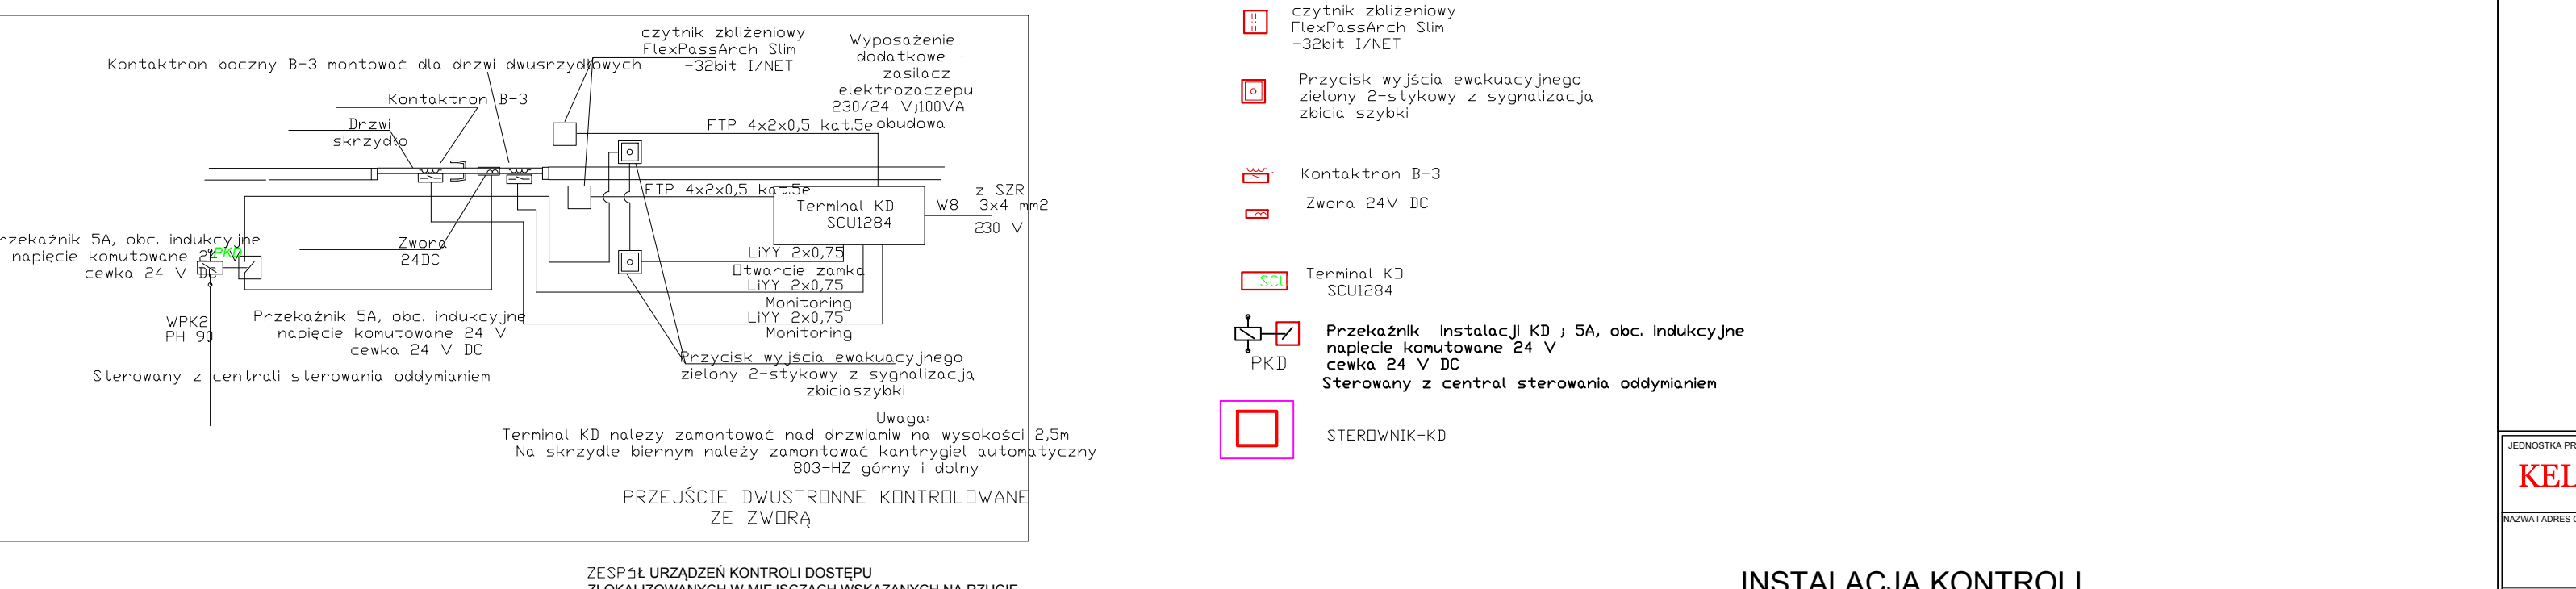 czytnik zbliżeniowy
FlexPassArch Slim
-32bit I/NET
Wyposażenie
dodatkowe -
zasilacz
elektrozaczepu
230/24 V;100VA
obudowa
Kontaktron boczny B-3 montować dla drzwi dwusrzydłowych
Kontaktron B-3
Drzwi
skrzydło
FTP 4x2x0,5 kat.5e
FTP 4x2x0,5 kat.5e
Terminal KD
SCU1284
z SZR
W8 3x4 mm2
230 V
rzekaźnik 5A, obc. indukcyjne
napięcie komutowane 24 V
cewka 24 V DC
PKD
Zwora
24DC
LiYY 2x0,75
Otwarcie zamka
LiYY 2x0,75
Monitoring
LiYY 2x0,75
Monitoring
WPK2
PH 90
Przekaźnik 5A, obc. indukcyjne
napięcie komutowane 24 V
cewka 24 V DC
Sterowany z centrali sterowania oddymianiem
Przycisk wyjścia ewakuacyjnego
zielony 2-stykowy z sygnalizacją
zbiciaszybki
Uwaga:
Terminal KD nalezy zamontować nad drzwiamiw na wysokości 2,5m
Na skrzydle biernym należy zamontować kantrygiel automatyczny
803-HZ górny i dolny
PRZEJŚCIE DWUSTRONNE KONTROLOWANE
ZE ZWORĄ
ZESPóŁ URZĄDZEŃ KONTROLI DOSTĘPU
ZLOKALIZOWANYCH W MIEJSCZACH WSKAZANYCH NA RZUCIE
czytnik zbliżeniowy
FlexPassArch Slim
-32bit I/NET
Przycisk wyjścia ewakuacyjnego
zielony 2-stykowy z sygnalizacją
zbicia szybki
Kontaktron B-3
Zwora 24V DC
SCU
Terminal KD
SCU1284
PKD
Przekaźnik instalacji KD ; 5A, obc. indukcyjne
napięcie komutowane 24 V
cewka 24 V DC
Sterowany z central sterowania oddymianiem
STEROWNIK-KD
INSTALACJA KONTROLI
JEDNOSTKA PR
KEL
NAZWA I ADRES O